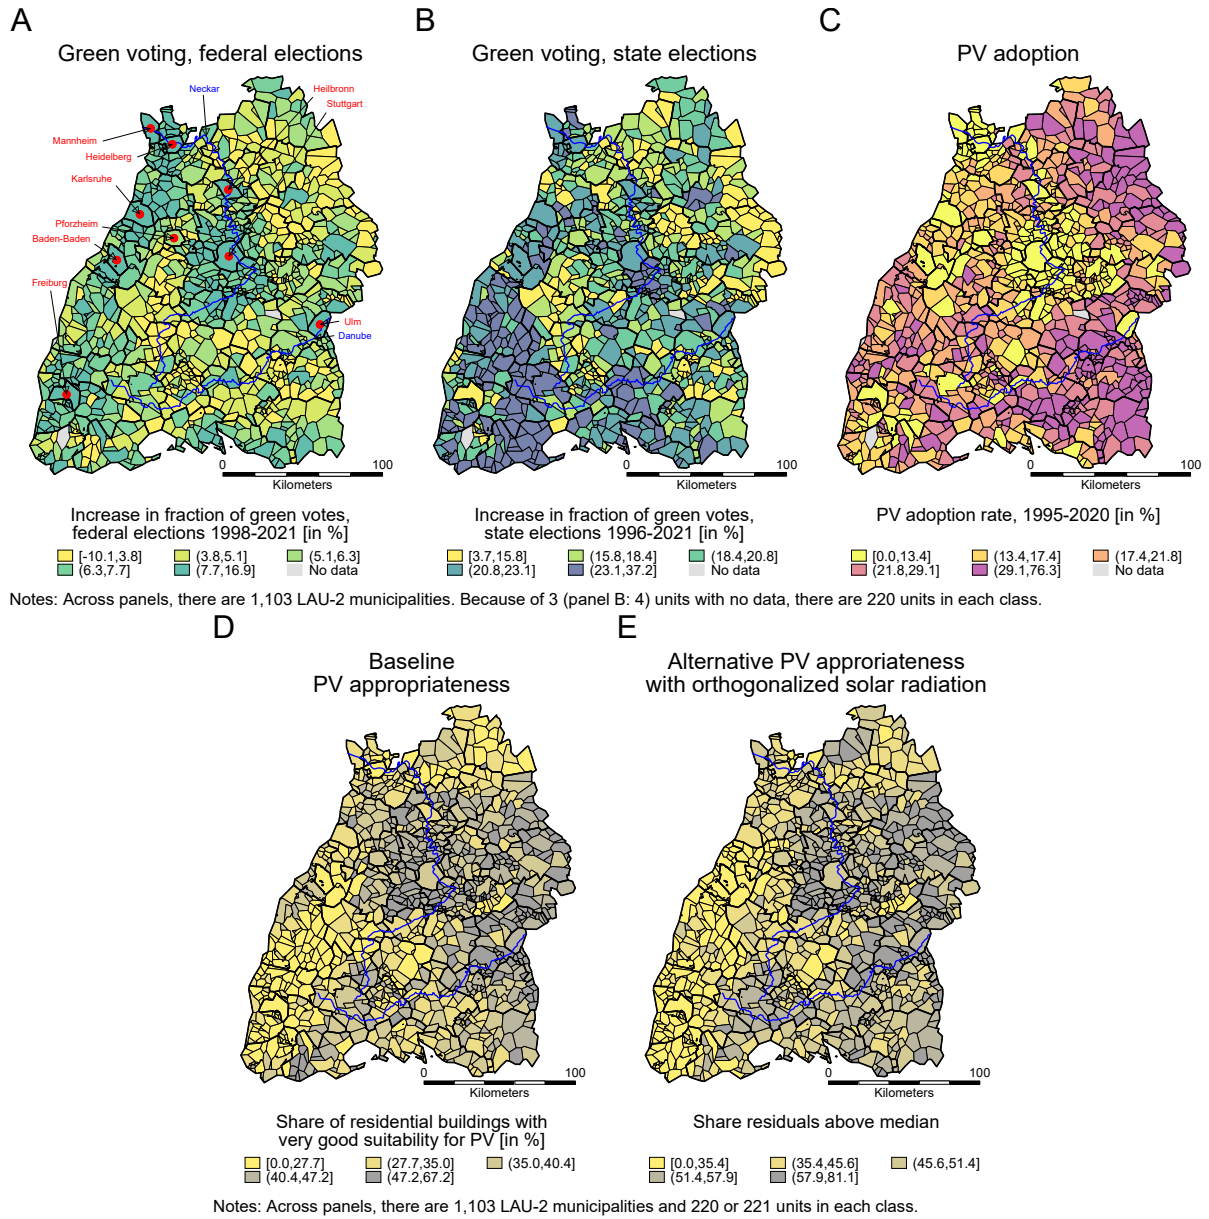 A
Green voting, federal elections
Neckar
Heilbronn
Stuttgart
Mannheim
Heidelberg
Karlsruhe
Pforzheim
Baden-Baden
Freiburg
Ulm
Danube
0 100
Kilometers
Increase in fraction of green votes,
federal elections 1998-2021 [in %]
[-10.1,3.8] (3.8,5.1] (5.1,6.3]
(6.3,7.7] (7.7,16.9] No data
B
Green voting, state elections
0 100
Kilometers
Increase in fraction of green votes,
state elections 1996-2021 [in %]
[3.7,15.8] (15.8,18.4] (18.4,20.8]
(20.8,23.1] (23.1,37.2] No data
C
PV adoption
0 100
Kilometers
PV adoption rate, 1995-2020 [in %]
[0.0,13.4] (13.4,17.4] (17.4,21.8]
(21.8,29.1] (29.1,76.3] No data
Notes: Across panels, there are 1,103 LAU-2 municipalities. Because of 3 (panel B: 4) units with no data, there are 220 units in each class.
D
Baseline
PV appropriateness
0 100
Kilometers
Share of residential buildings with
very good suitability for PV [in %]
[0.0,27.7] (27.7,35.0] (35.0,40.4]
(40.4,47.2] (47.2,67.2]
E
Alternative PV approriateness
with orthogonalized solar radiation
0 100
Kilometers
Share residuals above median
[0.0,35.4] (35.4,45.6] (45.6,51.4]
(51.4,57.9] (57.9,81.1]
Notes: Across panels, there are 1,103 LAU-2 municipalities and 220 or 221 units in each class.